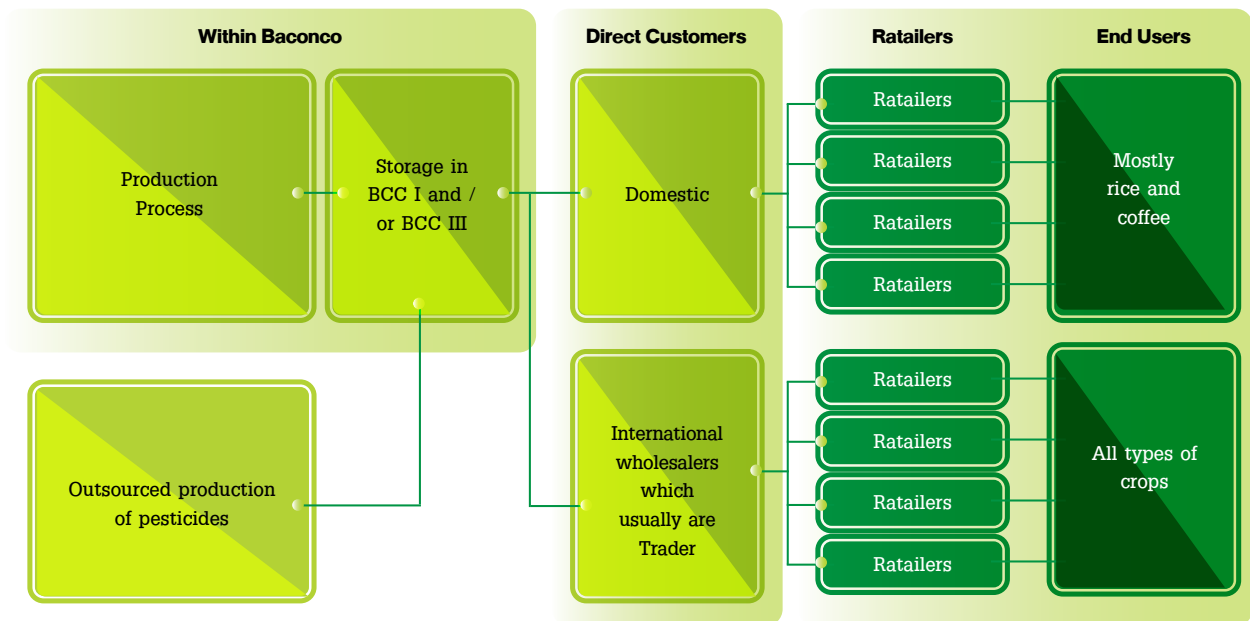 Within Baconco
Direct Customers
Ratailers
End Users
Production
Process
Storage in
BCC I and /
or BCC III
Domestic
Ratailers
Ratailers
Ratailers
Ratailers
Mostly
rice and
coffee
Outsourced production
of pesticides
International
wholesalers
which
usually are
Trader
Ratailers
Ratailers
Ratailers
Ratailers
All types of
crops